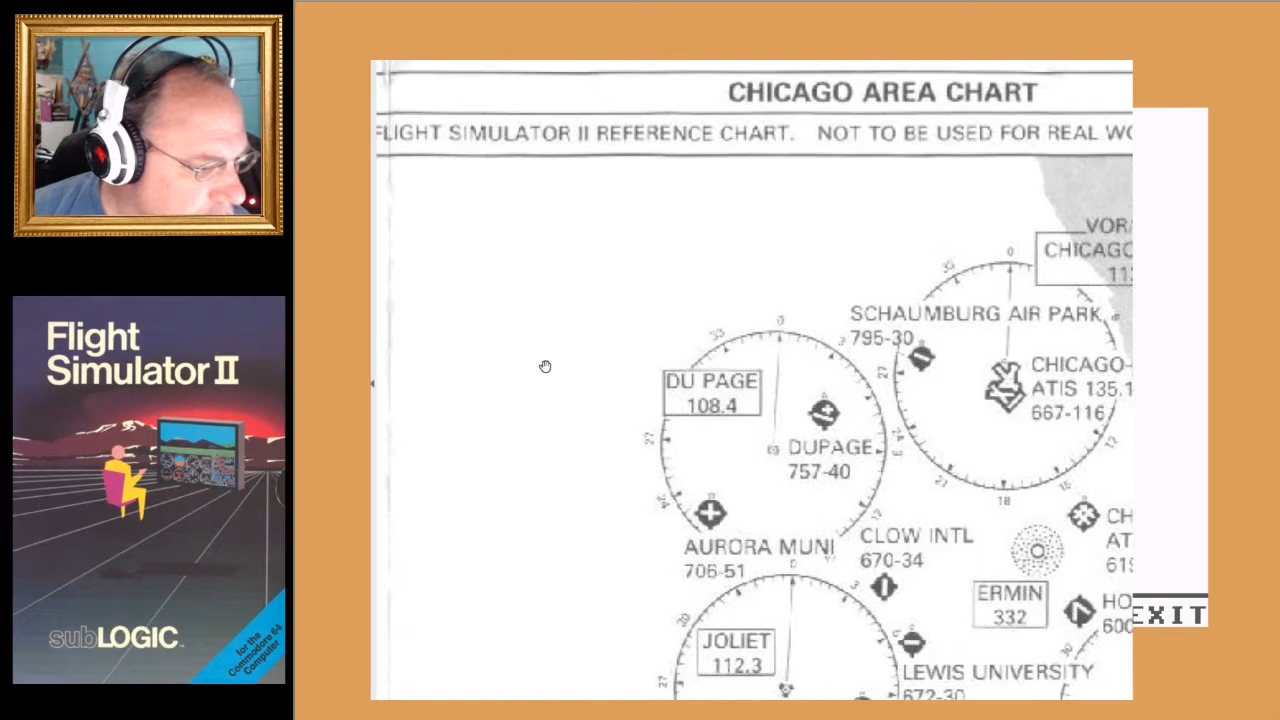 CHICAGO AREA CHART
FLIGHT SIMULATOR II REFERENCE CHART. NOT TO BE USED FOR REAL
VOR
CHICAGO
SCHAUMBURG AIR PARK
795-30
CHICAGO-
ATIS 135.1
667-116
DU PAGE
108.4
DUPAGE
757-40
AURORA MUNI
706-51
CLOW INTL
670-34
ERMIN
332
JOLIET
112.3
LEWIS UNIVERSITY
672-30
EXIT
Flight
Simulator II
subLOGIC
for the
Commodore 64
Computer